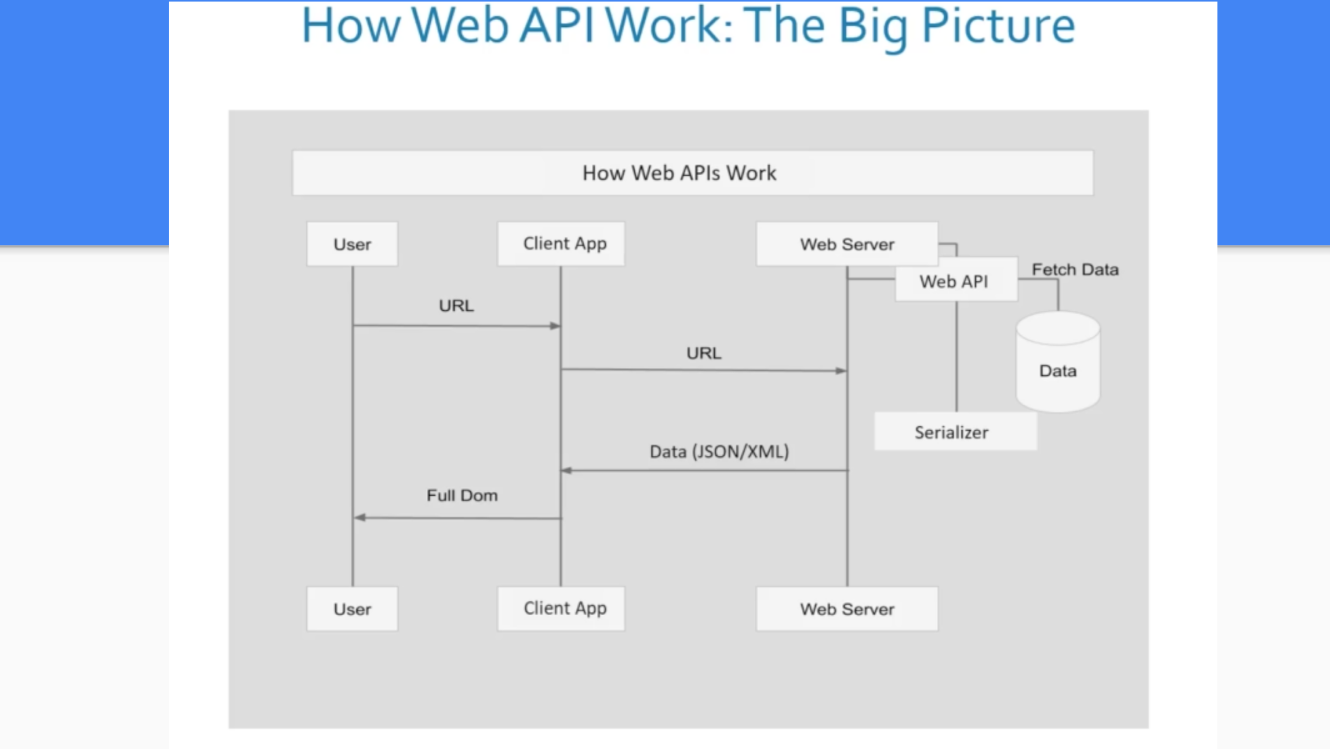 How Web API Work: The Big Picture
How Web APIs Work
User
Client App
Web Server
Web API
Fetch Data
URL
URL
Data
Serializer
Data (JSON/XML)
Full Dom
User
Client App
Web Server